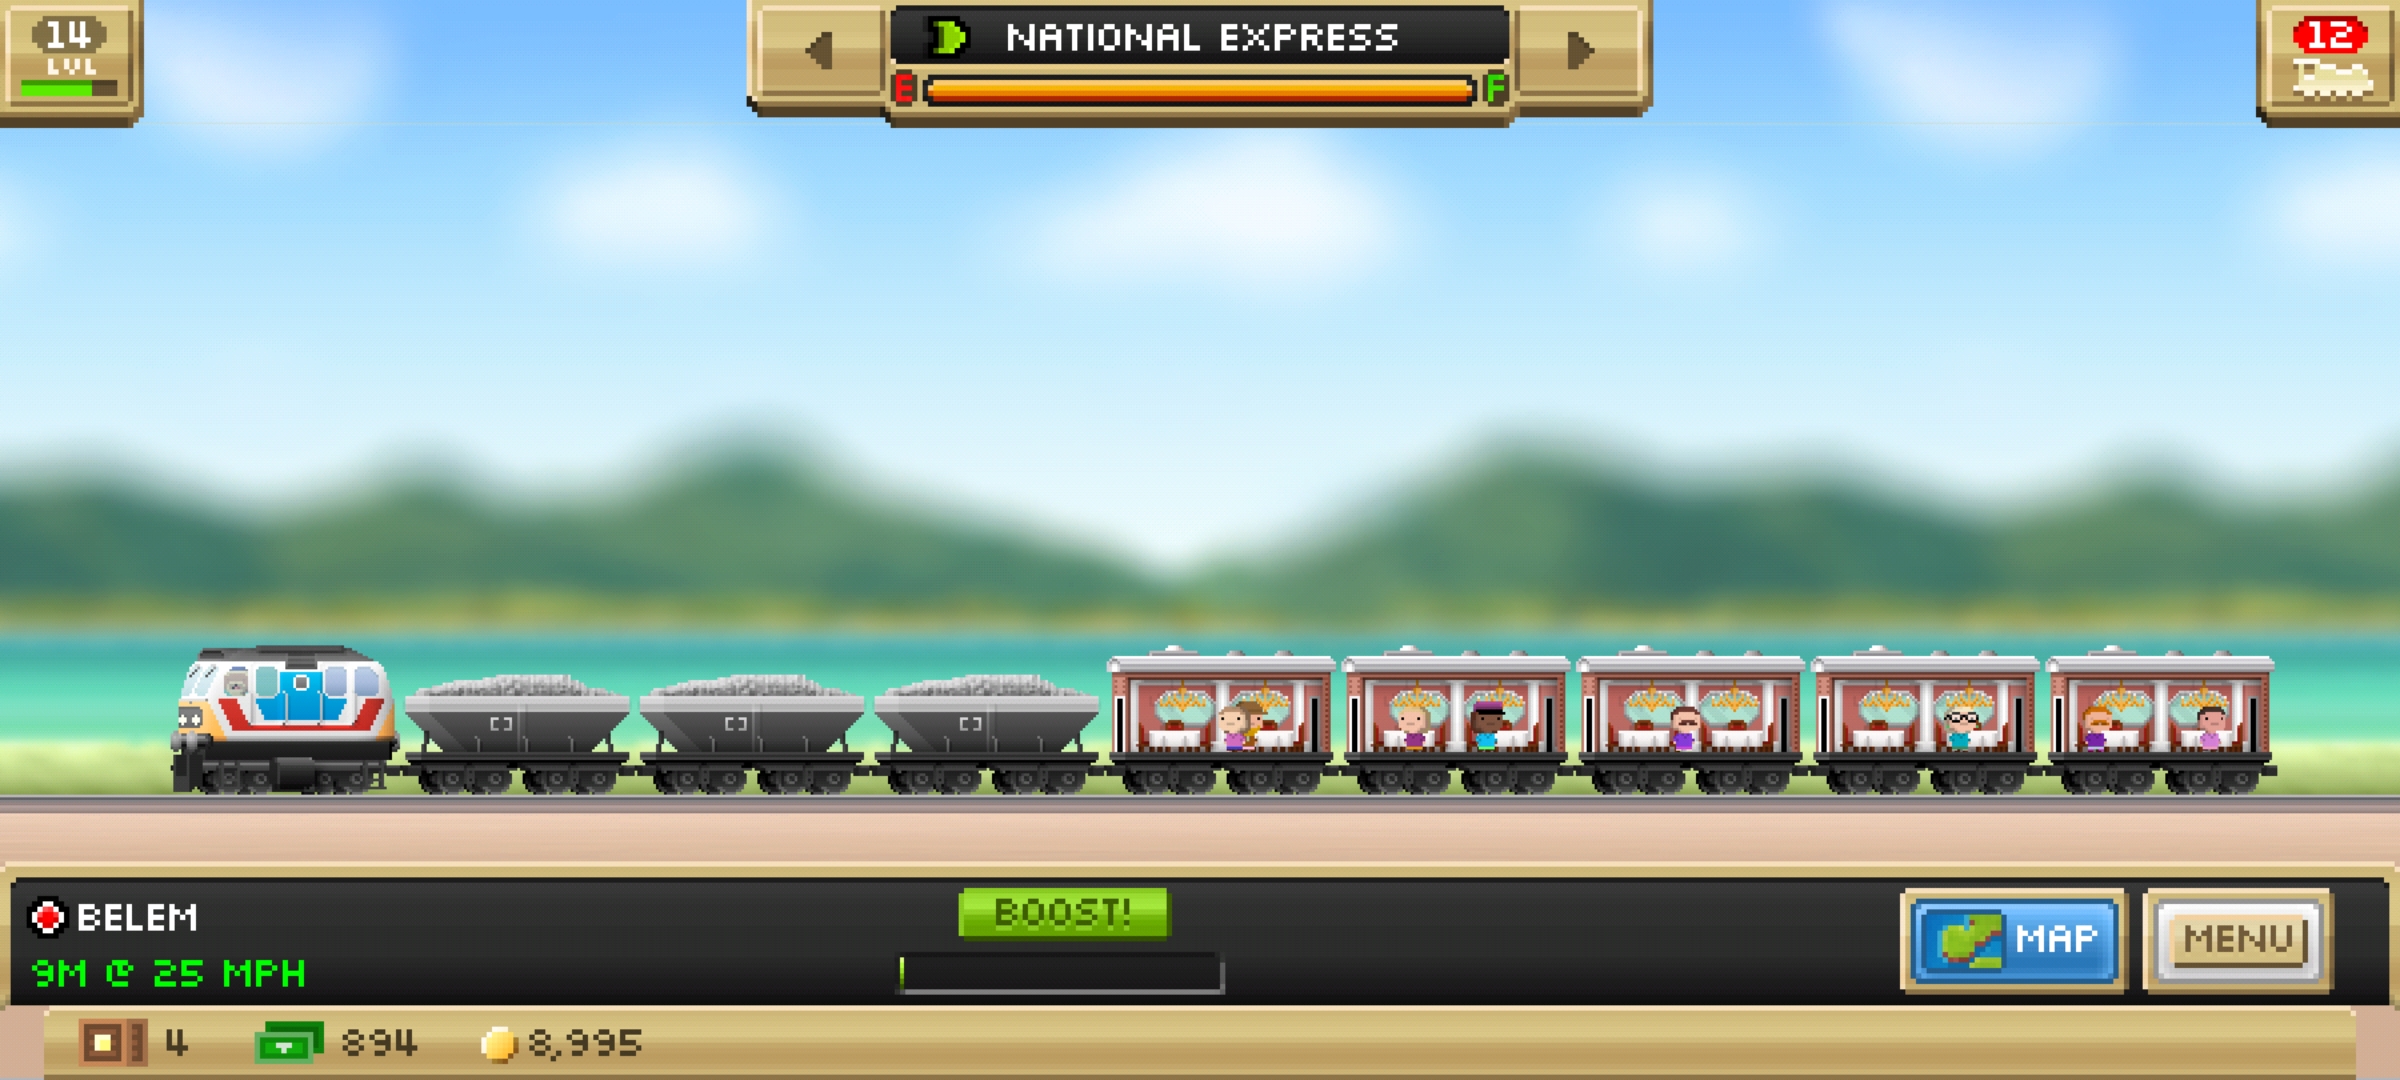 14
LVL
NATIONAL EXPRESS
E F
12
BELEM
9M @ 25 MPH
BOOST!
MAP
MENU
4 894 8,995